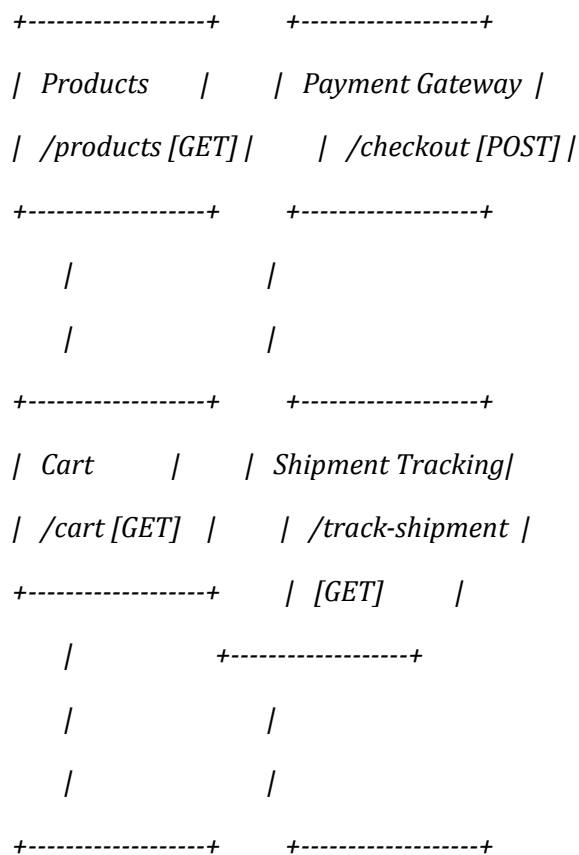 +-------------------+ +-------------------+
| Products | | Payment Gateway |
| /products [GET] | | /checkout [POST] |
+-------------------+ +-------------------+
| |
| |
+-------------------+ +-------------------+
| Cart | | Shipment Tracking|
| /cart [GET] | | /track-shipment |
+-------------------+ | [GET] |
| +-------------------+
| |
| |
+-------------------+ +-------------------+